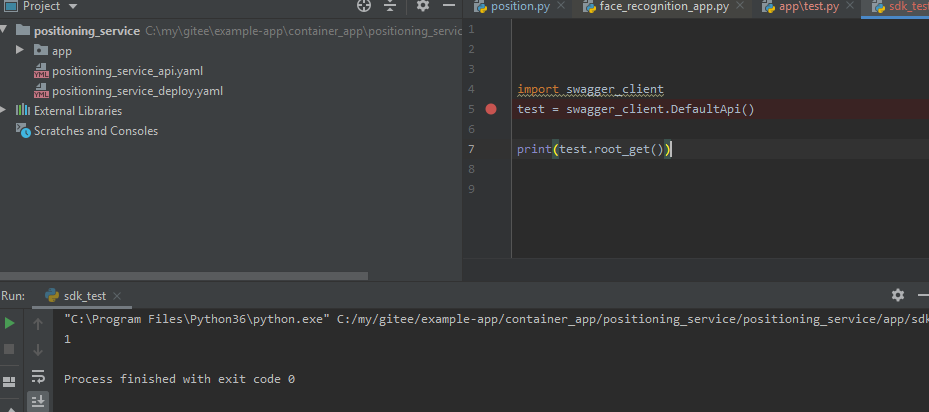 Project
positioning_service C:\my\gitee\example-app\container_app\positioning_servic
app
positioning_service_api.yaml
positioning_service_deploy.yaml
External Libraries
Scratches and Consoles
position.py
face_recognition_app.py
app\test.py
sdk_test
1
2
3
4 import swagger_client
5 test = swagger_client.DefaultApi()
6
7 print(test.root_get())
8
9
Run: sdk_test
"C:\Program Files\Python36\python.exe" C:/my/gitee/example-app/container_app/positioning_service/positioning_service/app/sdk
1
Process finished with exit code 0